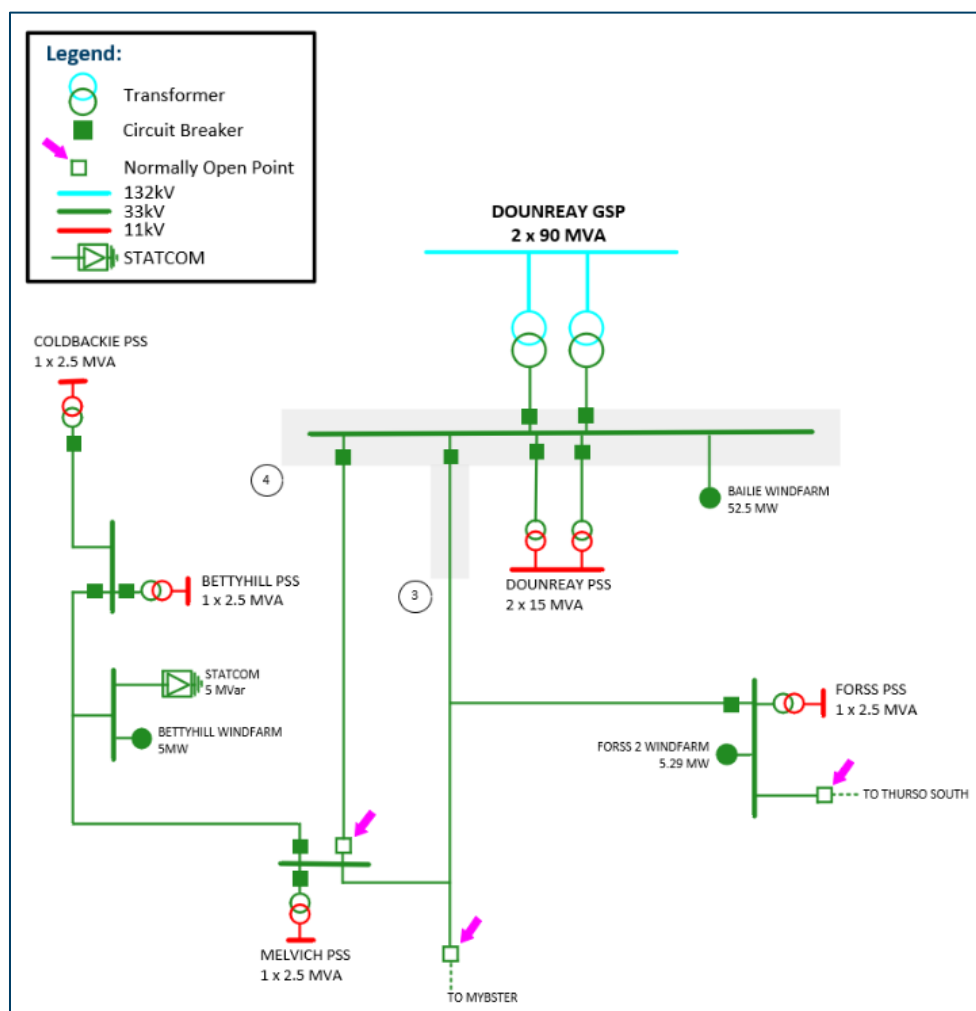 Legend:
Transformer
Circuit Breaker
Normally Open Point
132kV
33kV
11kV
STATCOM
DOUNREAY GSP
2 x 90 MVA
COLDBACKIE PSS
1 x 2.5 MVA
4
BAILIE WINDFARM
52.5 MW
BETTYHILL PSS
1 x 2.5 MVA
DOUNREAY PSS
2 x 15 MVA
3
STATCOM
5 MVar
BETTYHILL WINDFARM
5MW
FORSS PSS
1 x 2.5 MVA
FORSS 2 WINDFARM
5.29 MW
TO THURSO SOUTH
MELVICH PSS
1 x 2.5 MVA
TO MYBSTER